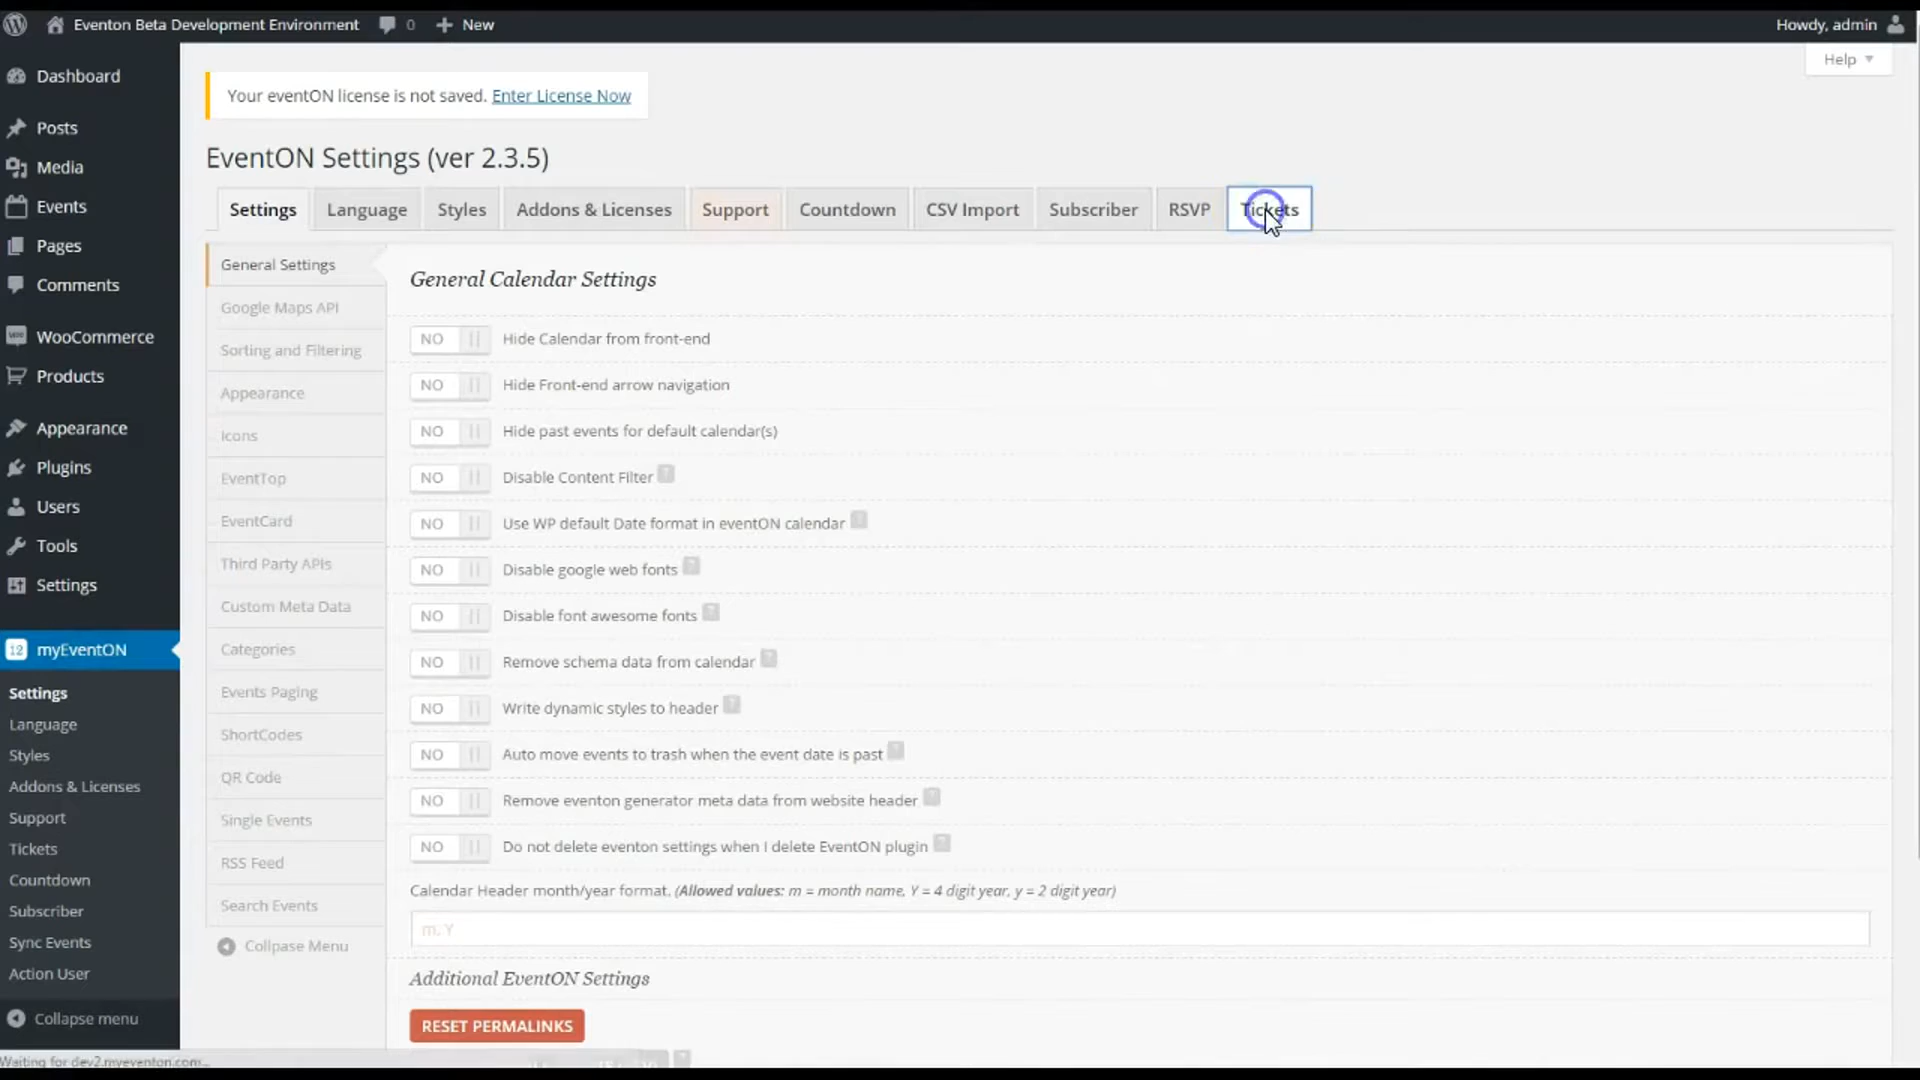 Eventon Beta Development Environment 0 New Howdy, admin
Help
Dashboard
Posts
Media
Events
Pages
Comments
WooCommerce
Products
Appearance
Plugins
Users
Tools
Settings
12 myEventON
Settings
Language
Styles
Addons & Licenses
Support
Tickets
Countdown
Subscriber
Sync Events
Action User
Collapse menu
Waiting for dev2.myeventon.com...
Your eventON license is not saved. Enter License Now
EventON Settings (ver 2.3.5)
Settings Language Styles Addons & Licenses Support Countdown CSV Import Subscriber RSVP Tickets
General Settings
Google Maps API
Sorting and Filtering
Appearance
Icons
EventTop
EventCard
Third Party APIs
Custom Meta Data
Categories
Events Paging
ShortCodes
QR Code
Single Events
RSS Feed
Search Events
Collpase Menu
General Calendar Settings
NO Hide Calendar from front-end
NO Hide Front-end arrow navigation
NO Hide past events for default calendar(s)
NO Disable Content Filter ?
NO Use WP default Date format in eventON calendar ?
NO Disable google web fonts ?
NO Disable font awesome fonts ?
NO Remove schema data from calendar ?
NO Write dynamic styles to header ?
NO Auto move events to trash when the event date is past ?
NO Remove eventon generator meta data from website header ?
NO Do not delete eventon settings when I delete EventON plugin ?
Calendar Header month/year format. (Allowed values: m = month name, Y = 4 digit year, y = 2 digit year)
m, Y
Additional EventON Settings
RESET PERMALINKS